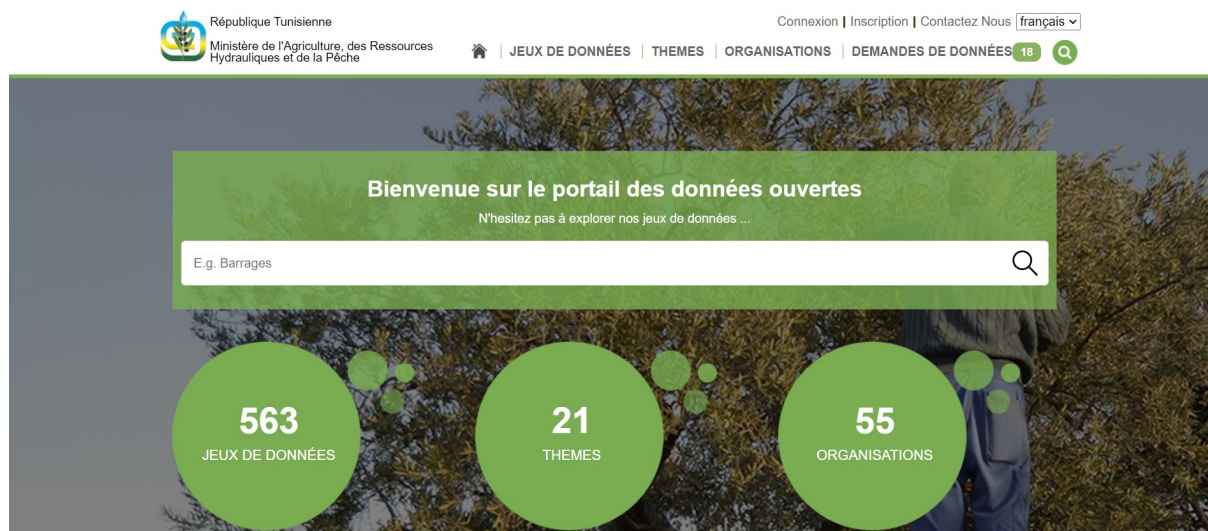 République Tunisienne
Ministère de l'Agriculture, des Ressources
Hydrauliques et de la Pêche
Connexion | Inscription | Contactez Nous français
JEUX DE DONNÉES | THEMES | ORGANISATIONS | DEMANDES DE DONNÉES 18
Bienvenue sur le portail des données ouvertes
N'hesitez pas à explorer nos jeux de données ...
E.g. Barrages
563
JEUX DE DONNÉES
21
THEMES
55
ORGANISATIONS